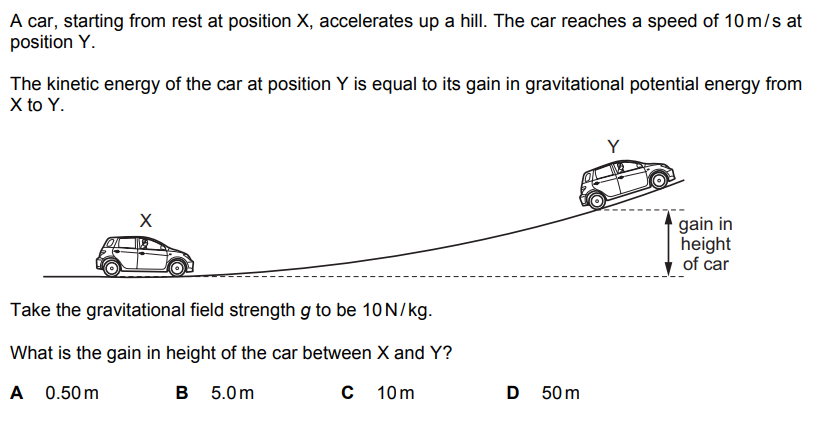 A car, starting from rest at position X, accelerates up a hill. The car reaches a speed of 10 m/s at
position Y.
The kinetic energy of the car at position Y is equal to its gain in gravitational potential energy from
X to Y.
Y
X
gain in
height
of car
Take the gravitational field strength g to be 10 N/kg.
What is the gain in height of the car between X and Y?
A 0.50 m B 5.0 m C 10 m D 50 m